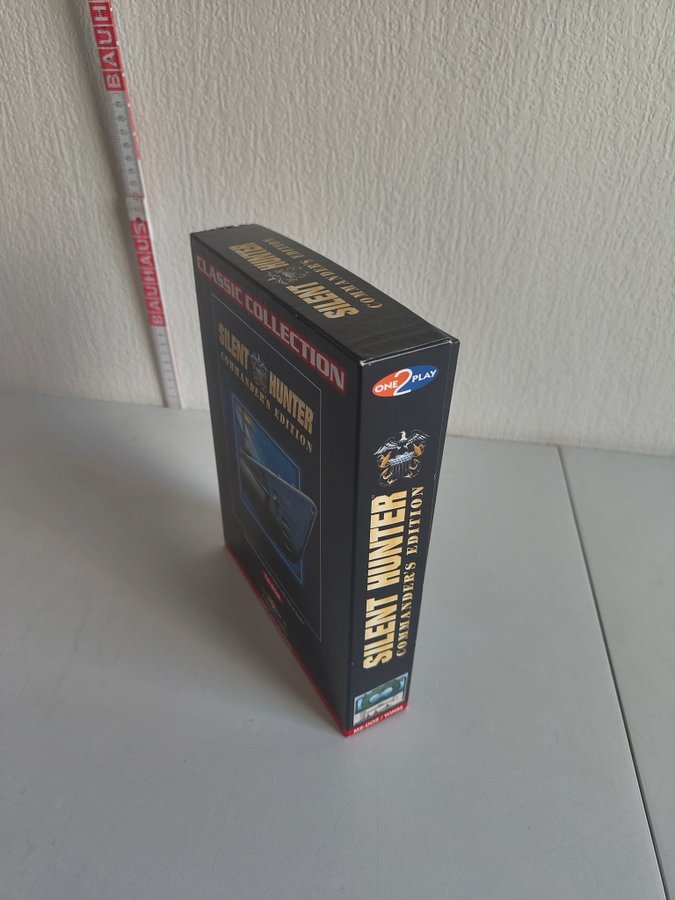 BAUH
BAUHAUS
SILENT HUNTER
COMMANDER'S EDITION
CLASSIC COLLECTION
SILENT HUNTER
COMMANDER'S EDITION
ONE 2 PLAY
SILENT HUNTER
COMMANDER'S EDITION
MS-DOS / WIN95